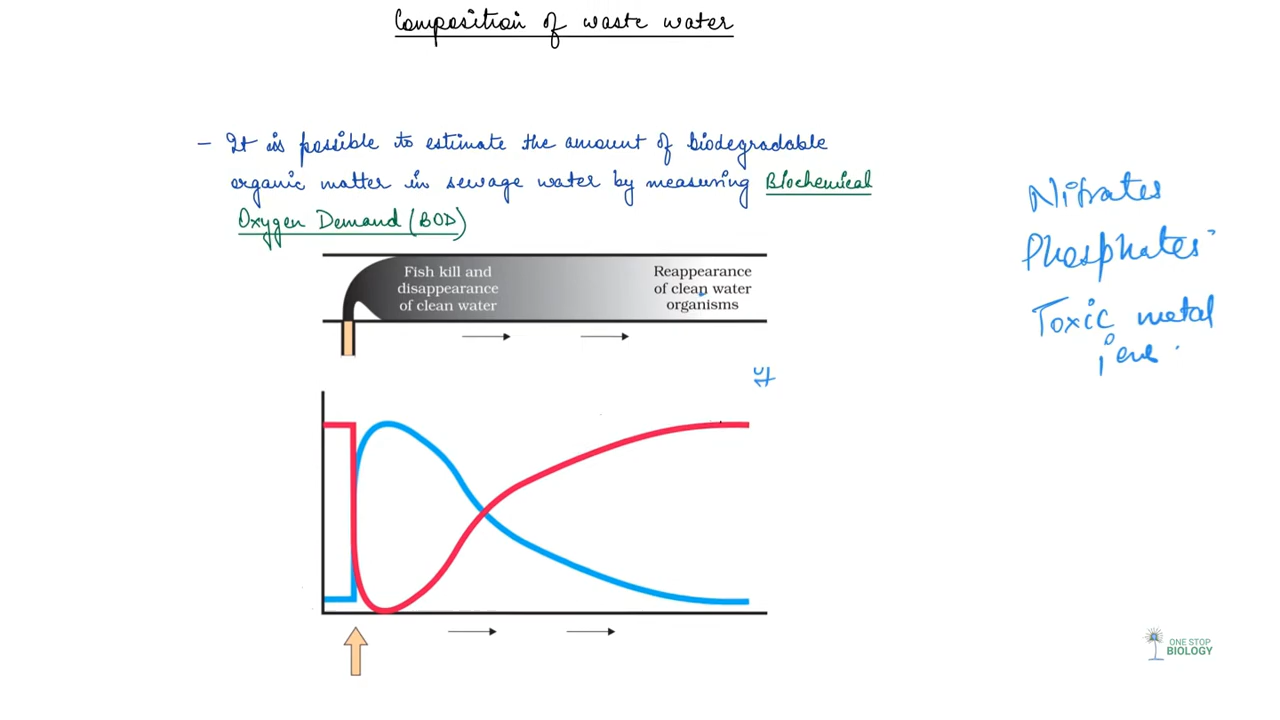 Composition of waste water
- It is possible to estimate the amount of biodegradable
organic matter in sewage water by measuring Biochemical
Oxygen Demand (BOD)
Nitrates
Phosphates
Toxic metal
Fish kill and
disappearance
of clean water
Reappearance
of clean water
organisms
ONE STOP
BIOLOGY